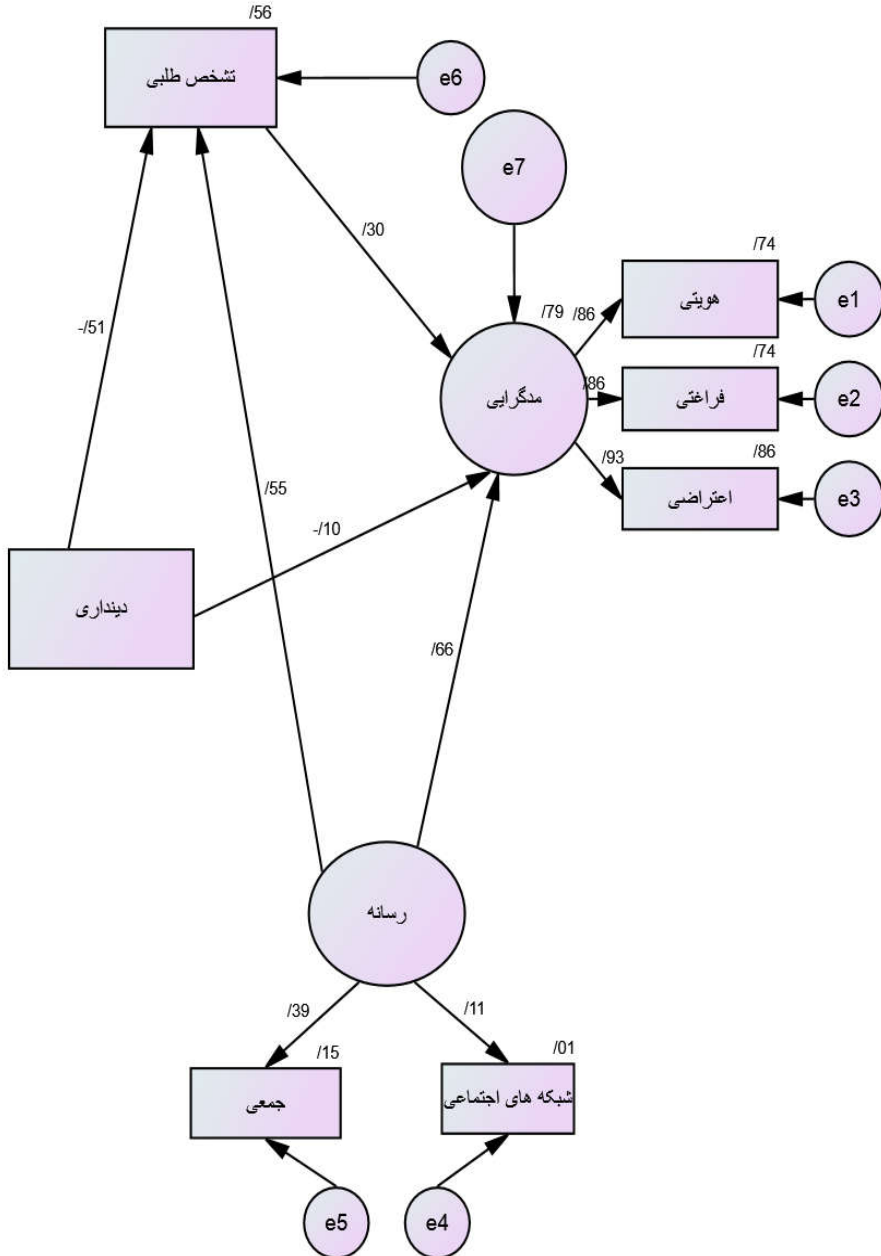 /56
تشخص طلبی
e6
e7
/30
/74
هویتی
e1
-/51
/79
/86
/74
مدگرایی
/86
فراغتی
e2
/93
/86
اعتراضی
e3
/55
-/10
دینداری
/66
رسانه
/39
/11
/15
/01
جمعی
شبکه های اجتماعی
e5
e4